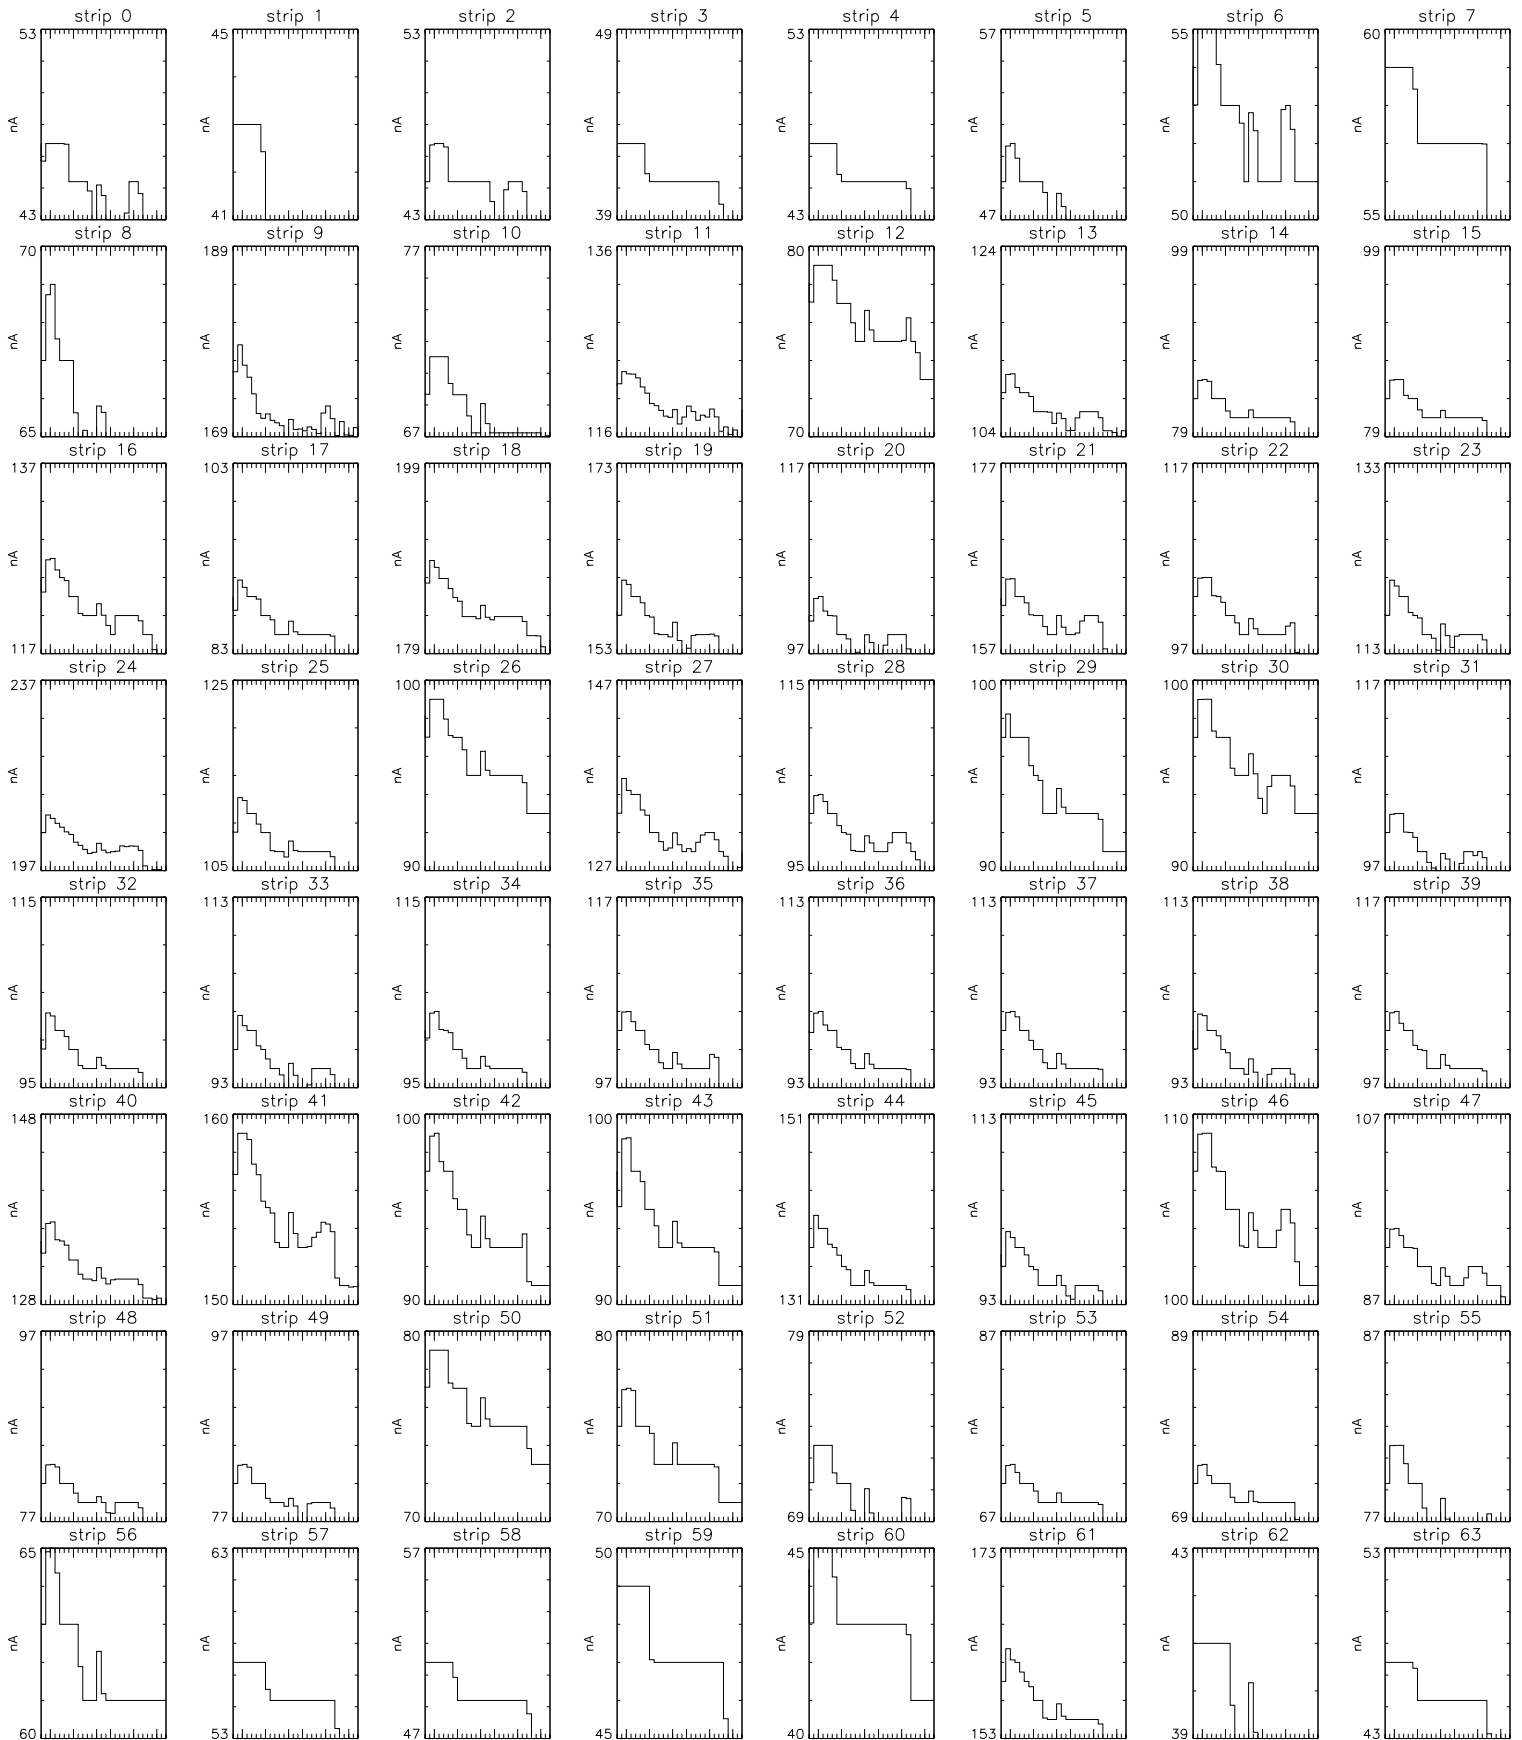 strip 0 strip 1 strip 2 strip 3 strip 4 strip 5 strip 6 strip 7
53 45 53 49 53 57 55 60
nA nA nA nA nA nA nA nA
43 41 43 39 43 47 50 55
strip 8 strip 9 strip 10 strip 11 strip 12 strip 13 strip 14 strip 15
70 189 77 136 80 124 99 99
nA nA nA nA nA nA nA nA
65 169 67 116 70 104 79 79
strip 16 strip 17 strip 18 strip 19 strip 20 strip 21 strip 22 strip 23
137 103 199 173 117 177 117 133
nA nA nA nA nA nA nA nA
117 83 179 153 97 157 97 113
strip 24 strip 25 strip 26 strip 27 strip 28 strip 29 strip 30 strip 31
237 125 100 147 115 100 100 117
nA nA nA nA nA nA nA nA
197 105 90 127 95 90 90 97
strip 32 strip 33 strip 34 strip 35 strip 36 strip 37 strip 38 strip 39
115 113 115 117 113 113 113 117
nA nA nA nA nA nA nA nA
95 93 95 97 93 93 93 97
strip 40 strip 41 strip 42 strip 43 strip 44 strip 45 strip 46 strip 47
148 160 100 100 151 113 110 107
nA nA nA nA nA nA nA nA
128 150 90 90 131 93 100 87
strip 48 strip 49 strip 50 strip 51 strip 52 strip 53 strip 54 strip 55
97 97 80 80 79 87 89 87
nA nA nA nA nA nA nA nA
77 77 70 70 69 67 69 77
strip 56 strip 57 strip 58 strip 59 strip 60 strip 61 strip 62 strip 63
65 63 57 50 45 173 43 53
nA nA nA nA nA nA nA nA
60 53 47 45 40 153 39 43